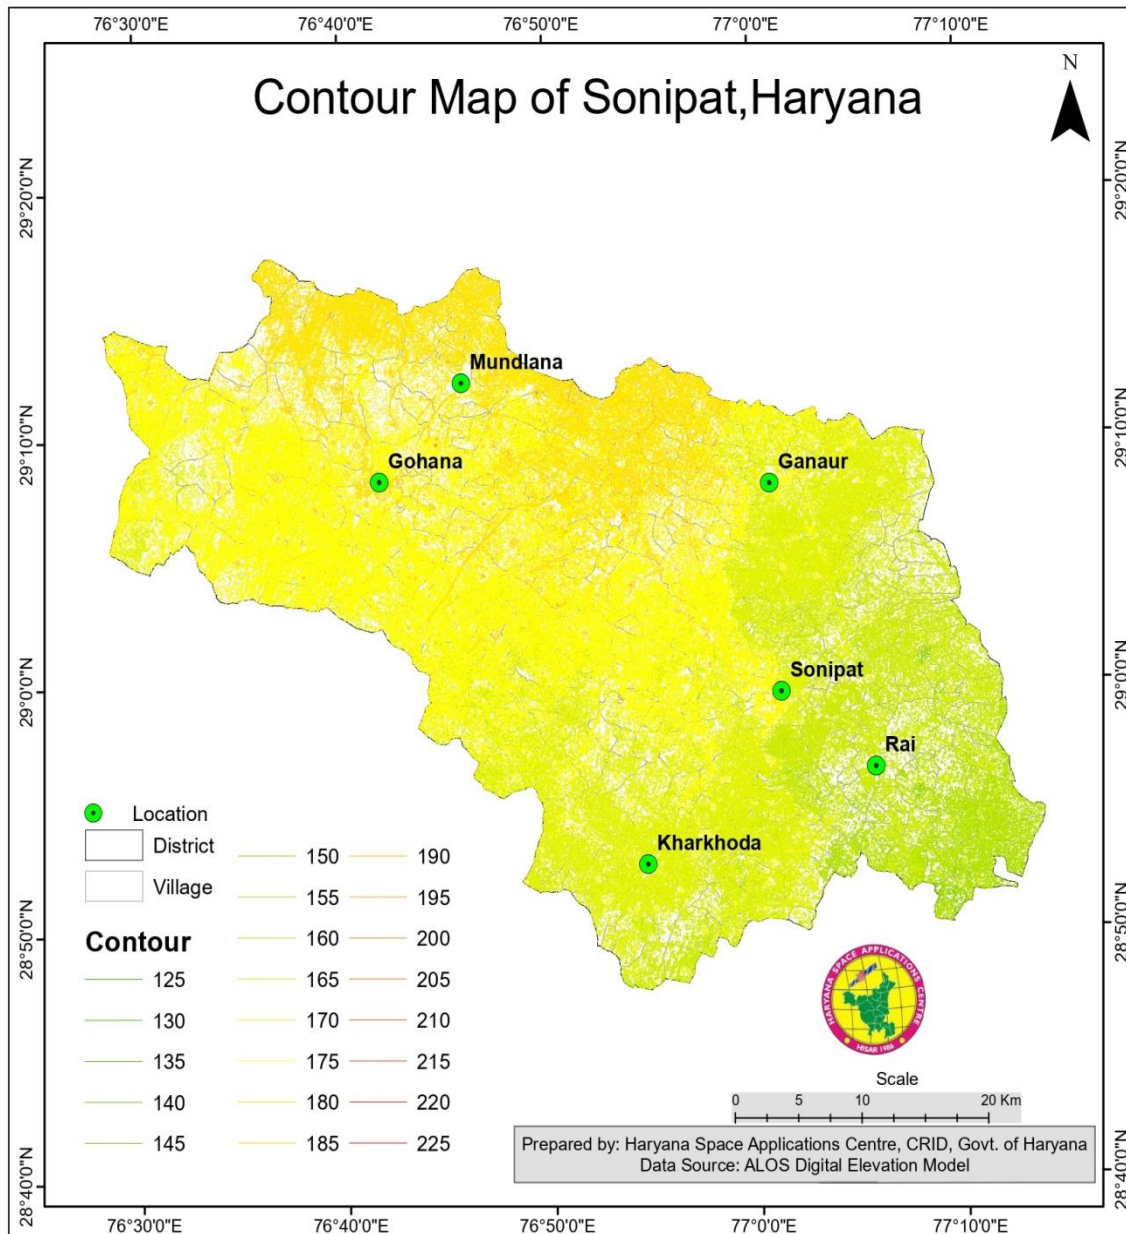 76°30'0"E 76°40'0"E 76°50'0"E 77°0'0"E 77°10'0"E
Contour Map of Sonipat,Haryana
N
29°20'0"N
29°20'0"N
29°10'0"N
29°10'0"N
29°0'0"N
29°0'0"N
28°50'0"N
28°50'0"N
28°40'0"N
28°40'0"N
Mundlana
Gohana
Ganaur
Sonipat
Rai
Kharkhoda
Location
District
Village
Contour
125
130
135
140
145
150
155
160
165
170
175
180
185
190
195
200
205
210
215
220
225
HARYANA SPACE APPLICATIONS CENTRE
HISAR 1986
Scale
0 5 10 20 Km
Prepared by: Haryana Space Applications Centre, CRID, Govt. of Haryana
Data Source: ALOS Digital Elevation Model
76°30'0"E 76°40'0"E 76°50'0"E 77°0'0"E 77°10'0"E